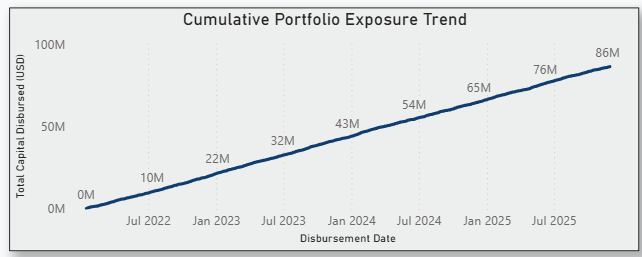 Cumulative Portfolio Exposure Trend
100M
50M
0M
Total Capital Disbursed (USD)
0M
10M
22M
32M
43M
54M
65M
76M
86M
Jul 2022
Jan 2023
Jul 2023
Jan 2024
Jul 2024
Jan 2025
Jul 2025
Disbursement Date